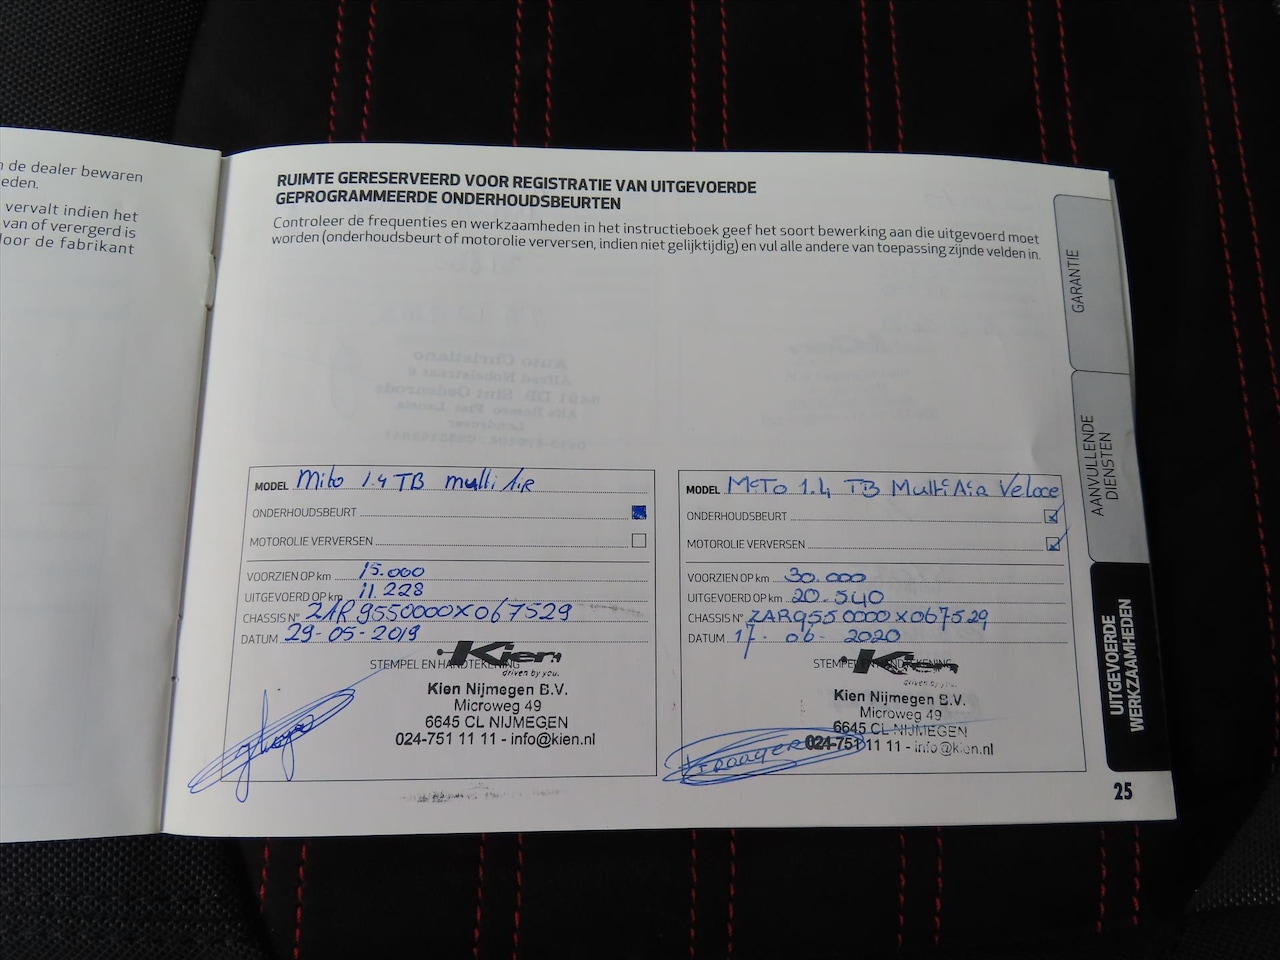 n de dealer bewaren
eden.
vervalt indien het
van of verergerd is
door de fabrikant
RUIMTE GERESERVEERD VOOR REGISTRATIE VAN UITGEVOERDE
GEPROGRAMMEERDE ONDERHOUDSBEURTEN
Controleer de frequenties en werkzaamheden in het instructieboek geef het soort bewerking aan die uitgevoerd moet
worden (onderhoudsbeurt of motorolie verversen, indien niet gelijktijdig) en vul alle andere van toepassing zijnde velden in.
MODEL Mito 1.4 TB multi AIR
ONDERHOUDSBEURT
MOTOROLIE VERVERSEN
VOORZIEN OP km 15.000
UITGEVOERD OP km 11.228
CHASSIS N° ZAR9550000X067529
DATUM 29-05-2019
STEMPEL EN HANDTEKENING
Kien
driven by you.
Kien Nijmegen B.V.
Microweg 49
6645 CL NIJMEGEN
024-751 11 11 - info@kien.nl
MODEL MiTo 1.4 TB MultiAir Veloce
ONDERHOUDSBEURT
MOTOROLIE VERVERSEN
VOORZIEN OP km 30.000
UITGEVOERD OP km 20.540
CHASSIS N° ZAR9550000X067529
DATUM 17-06-2020
STEMPEL EN HANDTEKENING
Kien
driven by you.
Kien Nijmegen B.V.
Microweg 49
6645 CL NIJMEGEN
024-751 11 11 - info@kien.nl
GARANTIE
AANVULLENDE
DIENSTEN
UITGEVOERDE
WERKZAAMHEDEN
25